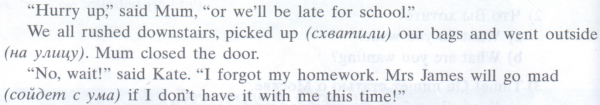 “Hurry up,” said Mum, “or we'll be late for school.”
We all rushed downstairs, picked up (схватили) our bags and went outside
(на улицу). Mum closed the door.
“No, wait!” said Kate. “I forgot my homework. Mrs James will go mad
(сойдет с ума) if I don't have it with me this time!”